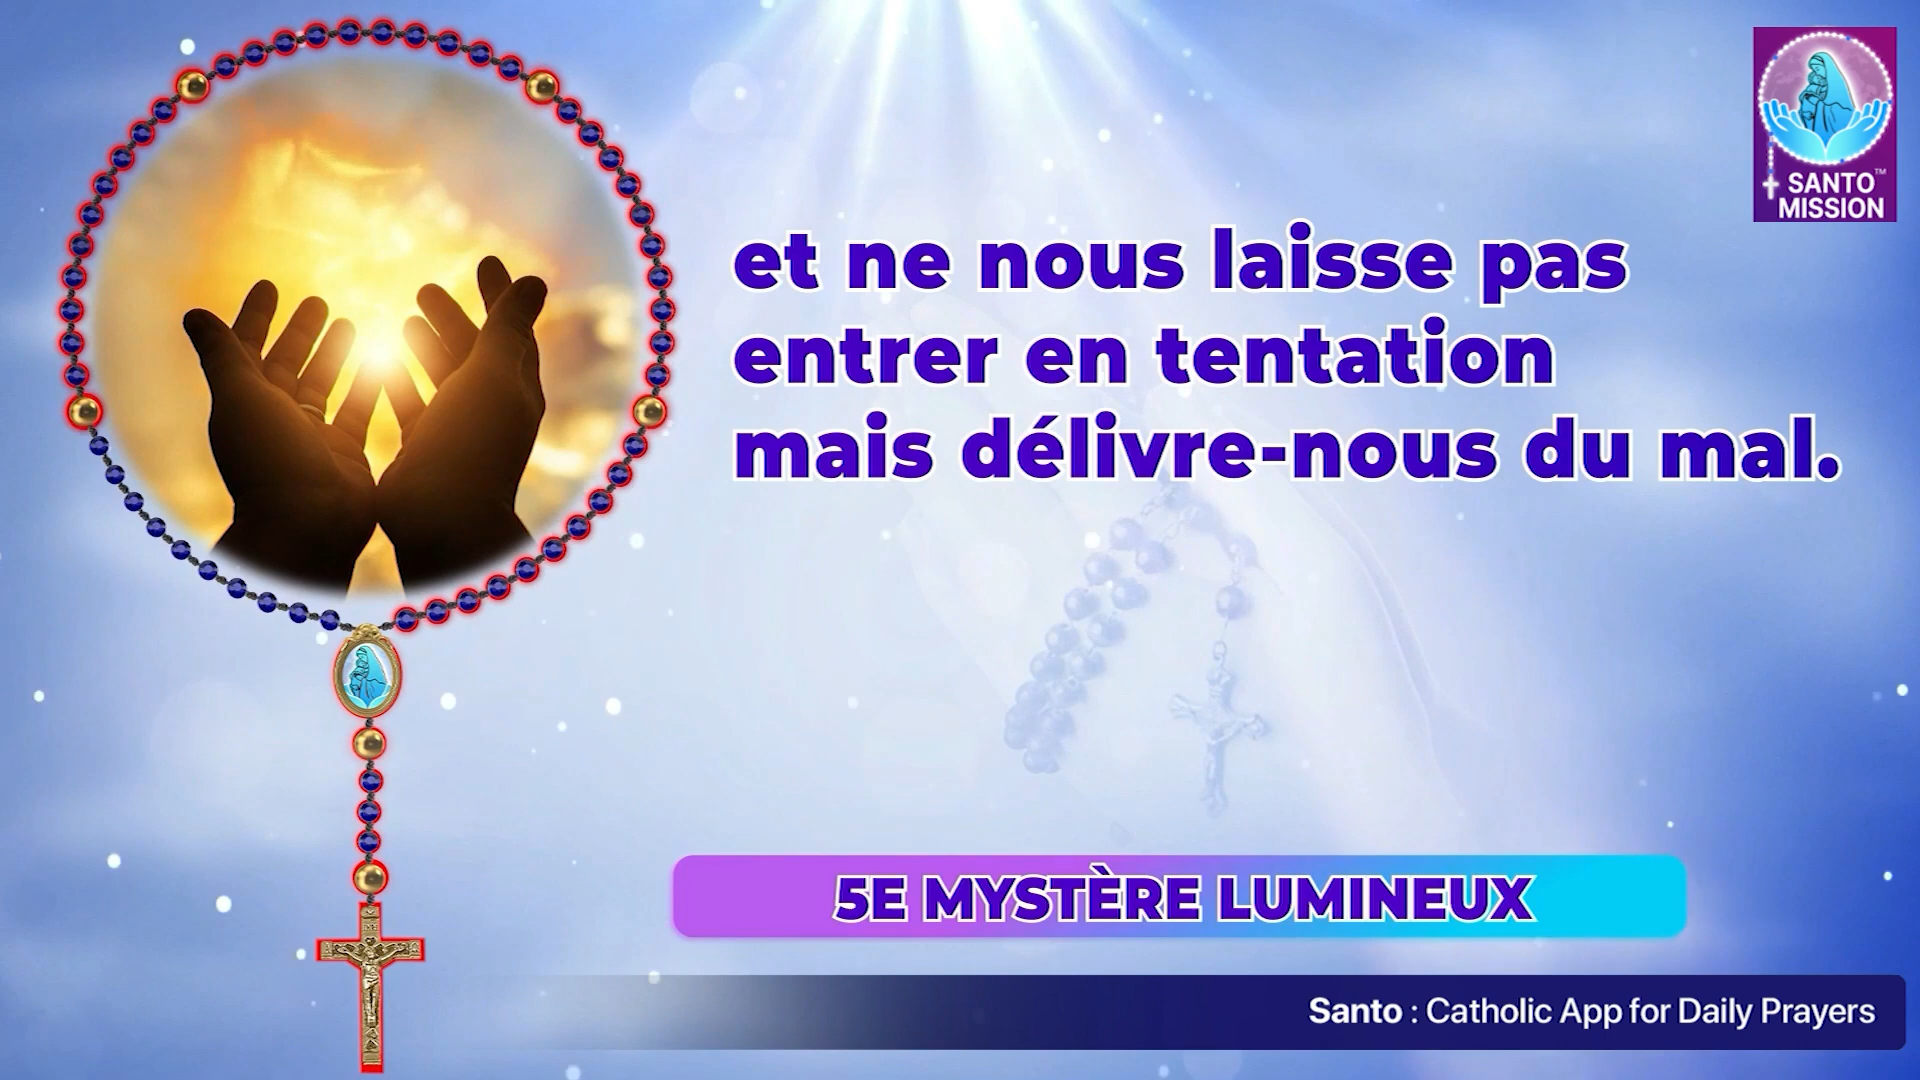 SANTO™
MISSION
et ne nous laisse pas
entrer en tentation
mais délivre-nous du mal.
5E MYSTÈRE LUMINEUX
Santo : Catholic App for Daily Prayers